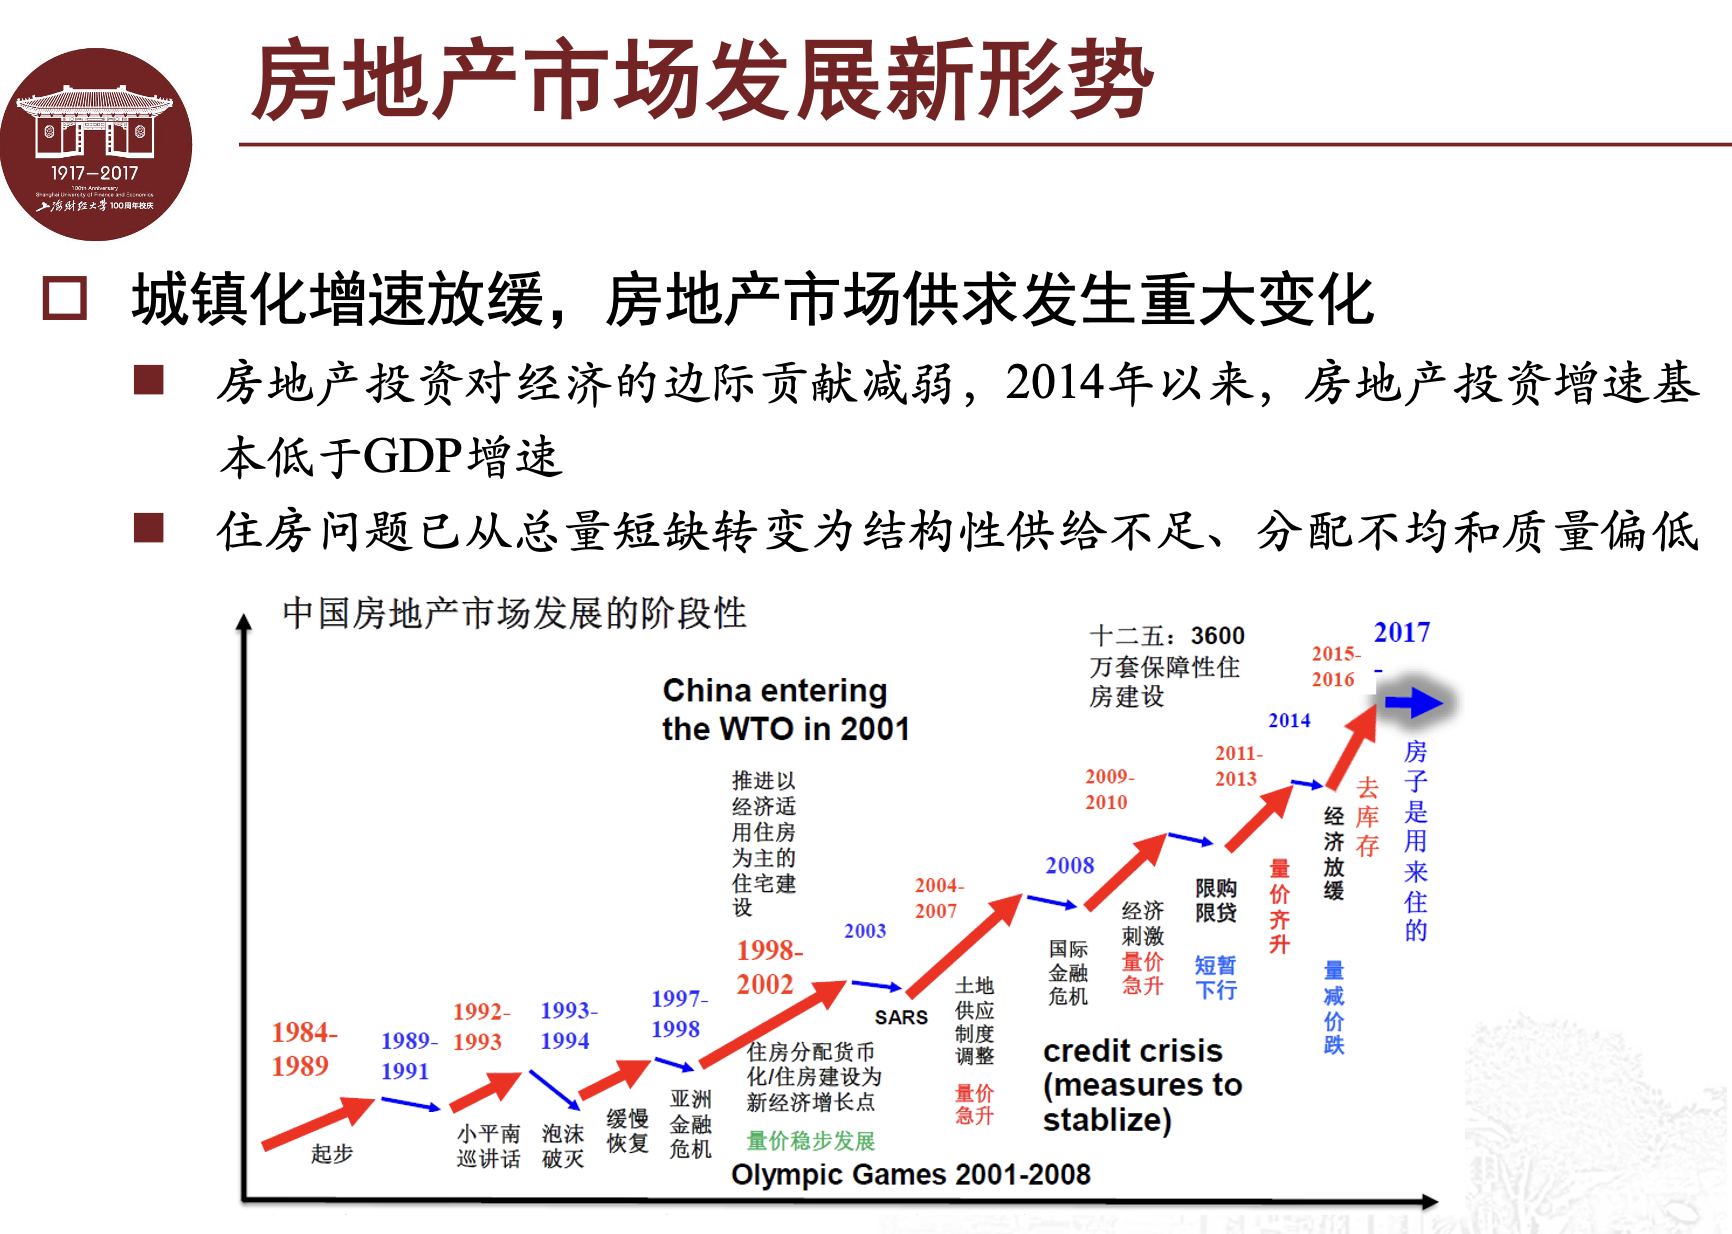 房地产市场发展新形势
1917—2017
100th Anniversary
Shanghai University of Finance and Economics
上海财经大学 100周年校庆
城镇化增速放缓，房地产市场供求发生重大变化
房地产投资对经济的边际贡献减弱，2014年以来，房地产投资增速基
本低于GDP增速
住房问题已从总量短缺转变为结构性供给不足、分配不均和质量偏低
中国房地产市场发展的阶段性
1984-
1989
起步
1989-
1991
1992-
1993
小平南
巡讲话
1993-
1994
泡沫
破灭
缓慢
恢复
1997-
1998
亚洲
金融
危机
China entering
the WTO in 2001
推进以
经济适
用住房
为主的
住宅建
设
1998-
2002
住房分配货币
化/住房建设为
新经济增长点
量价稳步发展
Olympic Games 2001-2008
2003
SARS
2004-
2007
土地
供应
制度
调整
量价
急升
2008
国际
金融
危机
credit crisis
(measures to
stablize)
2009-
2010
经济
刺激
量价
急升
十二五：3600
万套保障性住
房建设
限购
限贷
短暂
下行
2011-
2013
量
价
齐
升
2014
经
济
放
缓
量
减
价
跌
2015-
2016
去
库
存
2017
-
房
子
是
用
来
住
的